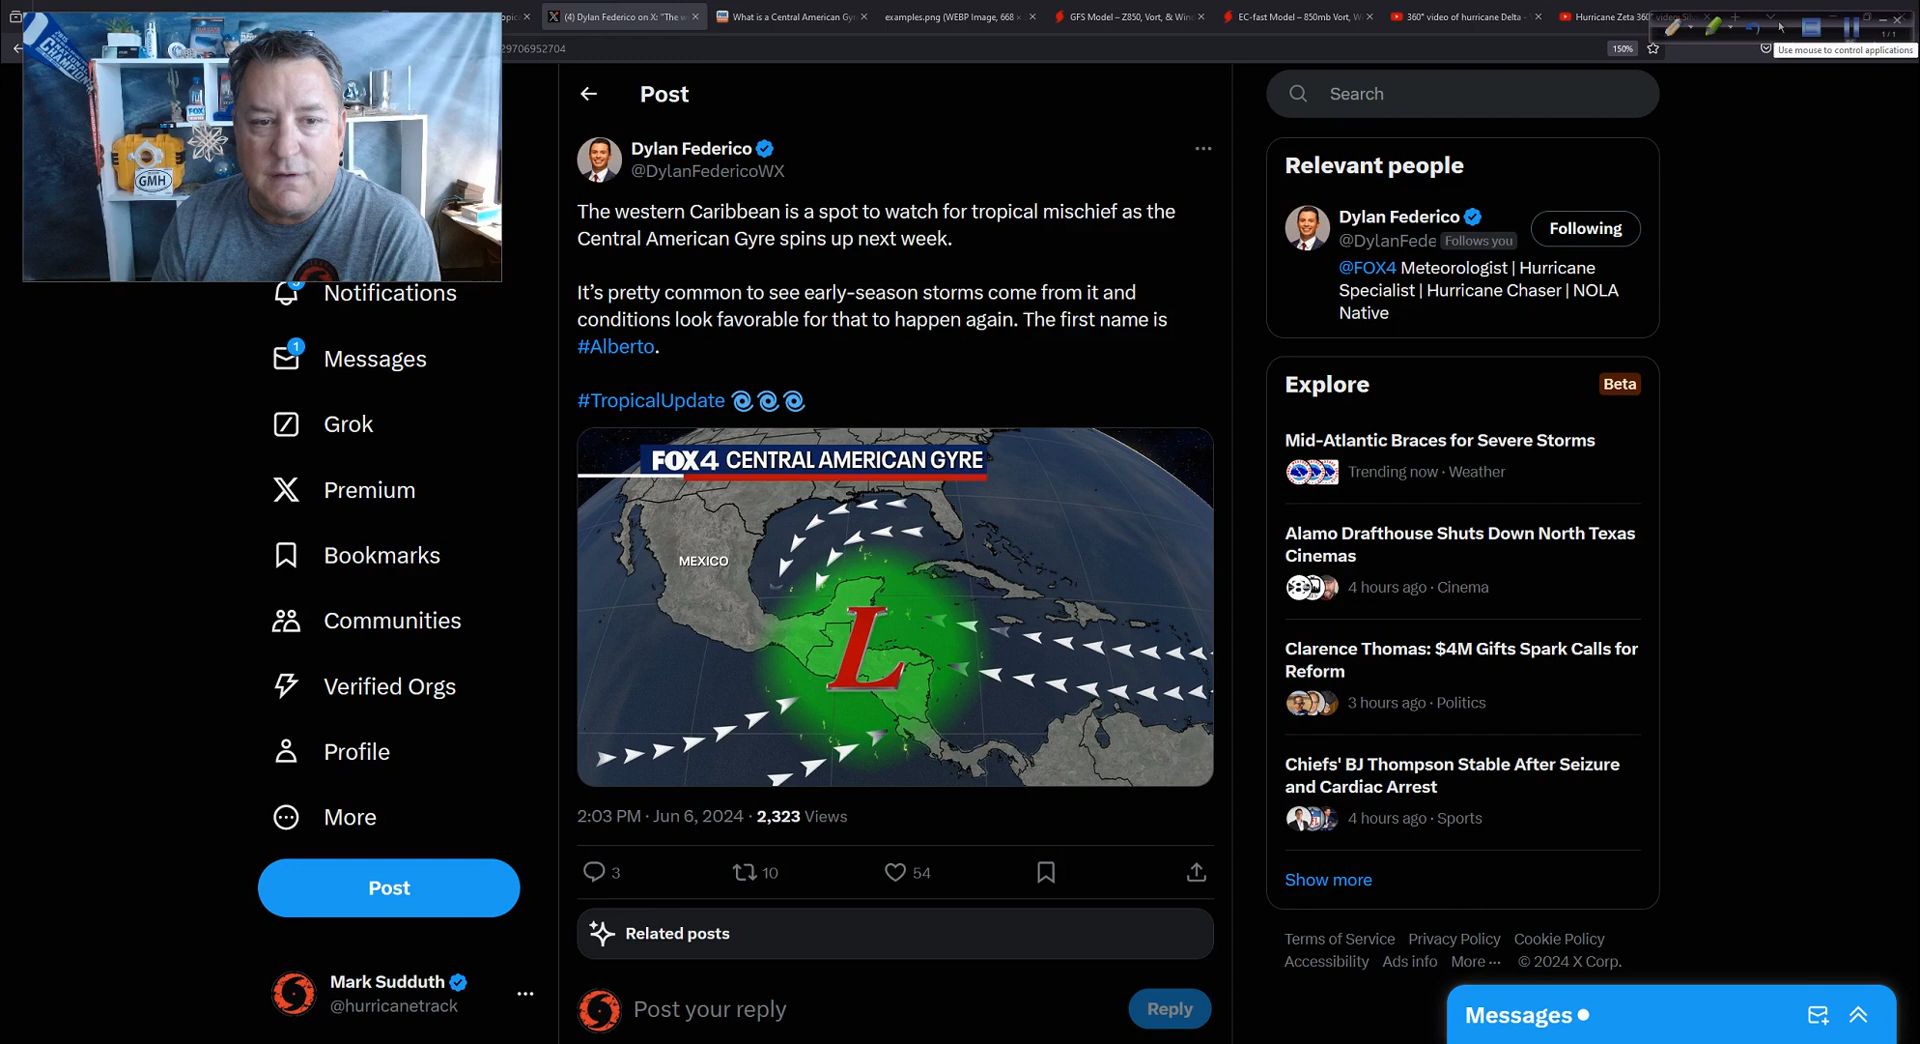 (4) Dylan Federico on X: "The w
What is a Central American Gy
examples.png (WEBP Image, 668
GFS Model – Z850, Vort, & Win
EC-fast Model – 850mb Vort, W
360° video of hurricane Delta -
Hurricane Zeta 360° video
29706952704
150%
1/1
Use mouse to control applications
GMH
Notifications
Messages
1
Grok
Premium
Bookmarks
Communities
Verified Orgs
Profile
More
Post
Mark Sudduth
@hurricanetrack
Post
Dylan Federico
@DylanFedericoWX
The western Caribbean is a spot to watch for tropical mischief as the
Central American Gyre spins up next week.
It's pretty common to see early-season storms come from it and
conditions look favorable for that to happen again. The first name is
#Alberto.
#TropicalUpdate
FOX4 CENTRAL AMERICAN GYRE
MEXICO
L
2:03 PM · Jun 6, 2024 · 2,323 Views
3
10
54
Related posts
Post your reply
Reply
Search
Relevant people
Dylan Federico
@DylanFede Follows you
Following
@FOX4 Meteorologist | Hurricane
Specialist | Hurricane Chaser | NOLA
Native
Explore
Beta
Mid-Atlantic Braces for Severe Storms
Trending now · Weather
Alamo Drafthouse Shuts Down North Texas
Cinemas
4 hours ago · Cinema
Clarence Thomas: $4M Gifts Spark Calls for
Reform
3 hours ago · Politics
Chiefs' BJ Thompson Stable After Seizure
and Cardiac Arrest
4 hours ago · Sports
Show more
Terms of Service Privacy Policy Cookie Policy
Accessibility Ads info More ··· © 2024 X Corp.
Messages